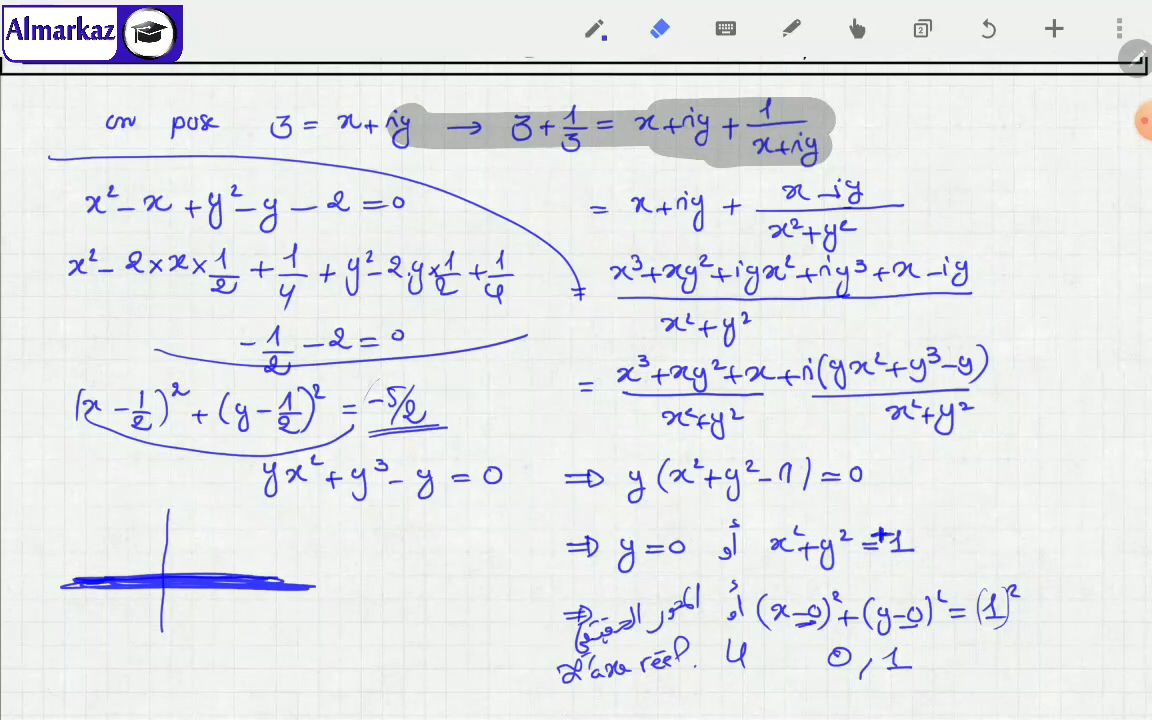 Almarkaz
on pose z = x+iy → z + 1/z = x+iy + 1/(x+iy)
x² - x + y² - y - 2 = 0
x² - 2×x×1/2 + 1/4 + y² - 2.y×1/2 + 1/4
- 1/2 - 2 = 0
(x - 1/2)² + (y - 1/2)² = -5/2
= x+iy + (x-iy)/(x²+y²)
= (x³+xy²+iyx²+iy³+x-iy)/(x²+y²)
= (x³+xy²+x)/(x²+y²) + i(yx²+y³-y)/(x²+y²)
yx² + y³ - y = 0 ⟹ y(x²+y²-1) = 0
⟹ y=0 أو x²+y² = +1
⟹ المحور الحقيقي أو (x-0)²+(y-0)² = (1)²
L'axe réel. 4 0, 1